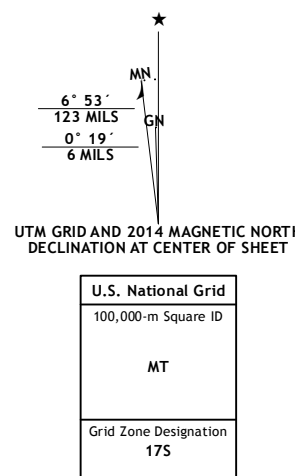 ★
MN
6° 53´
123 MILS
GN
0° 19´
6 MILS
UTM GRID AND 2014 MAGNETIC NORTH
DECLINATION AT CENTER OF SHEET
U.S. National Grid
100,000-m Square ID
MT
Grid Zone Designation
17S